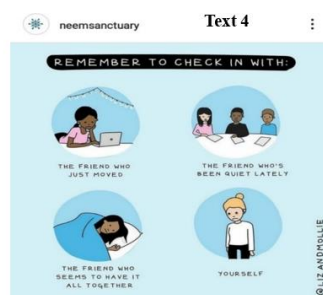 neemsanctuary
Text 4
REMEMBER TO CHECK IN WITH:
THE FRIEND WHO
JUST MOVED
THE FRIEND WHO'S
BEEN QUIET LATELY
THE FRIEND WHO
SEEMS TO HAVE IT
ALL TOGETHER
YOURSELF
@LIZANDMOLLIE